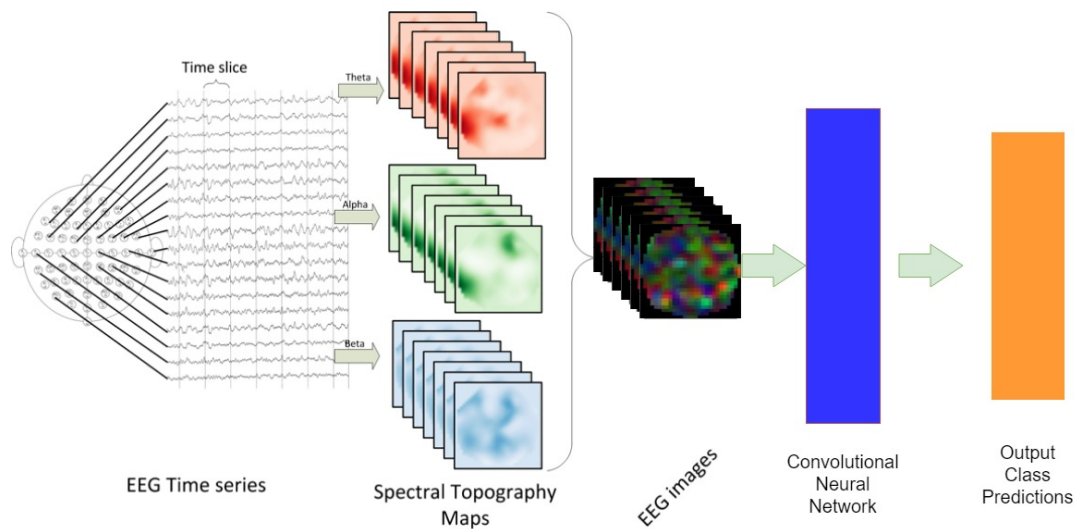 Time slice
Theta
Alpha
Beta
EEG Time series
Spectral Topography
Maps
EEG images
Convolutional
Neural
Network
Output
Class
Predictions